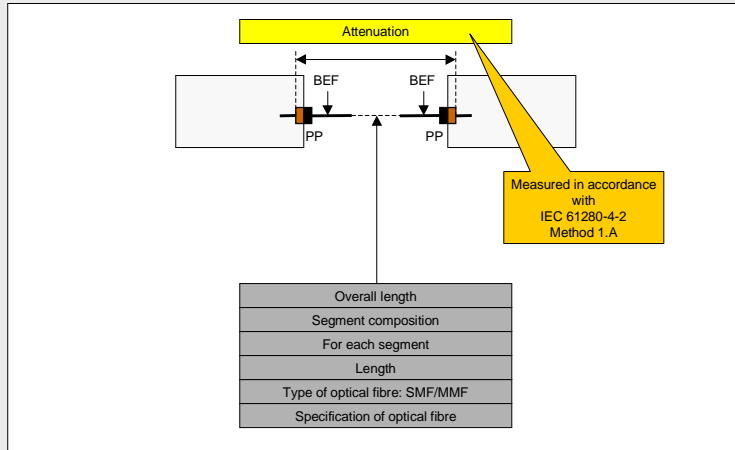 Attenuation
BEF
BEF
PP
PP
Measured in accordance
with
IEC 61280-4-2
Method 1.A
Overall length
Segment composition
For each segment
Length
Type of optical fibre: SMF/MMF
Specification of optical fibre